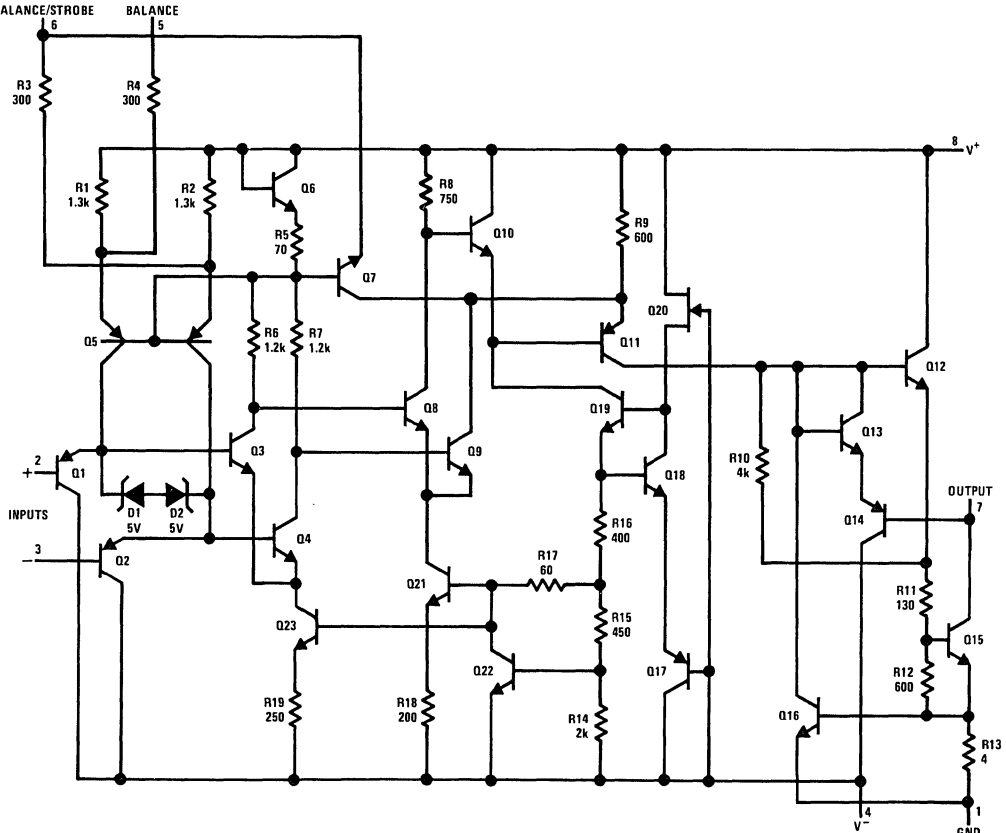 ALANCE/STROBE
6
BALANCE
5
R3
300
R4
300
8
V+
R1
1.3k
R2
1.3k
Q6
R8
750
R5
70
Q10
R9
600
Q7
Q20
R6
1.2k
R7
1.2k
Q5
Q11
Q12
Q8
Q19
Q13
Q3
Q9
R10
4k
2
+
Q1
Q18
INPUTS
D1
5V
D2
5V
OUTPUT
7
Q14
R16
400
3
−
Q2
Q4
R17
60
Q21
R11
130
R15
450
Q23
Q15
Q22
Q17
R12
600
R19
250
R18
200
R14
2k
Q16
R13
4
4
V−
1
GND